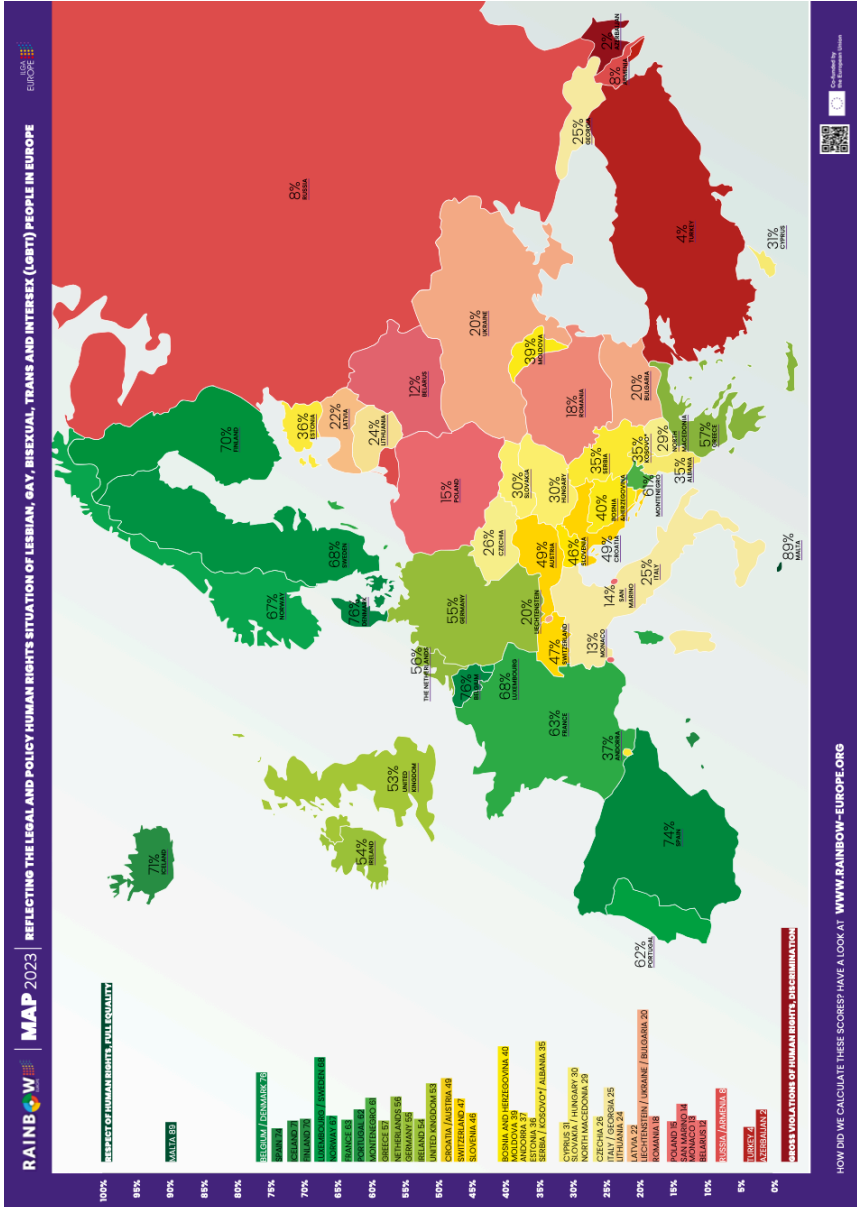 RAINBOW
EUROPE
MAP 2023
REFLECTING THE LEGAL AND POLICY HUMAN RIGHTS SITUATION OF LESBIAN, GAY, BISEXUAL, TRANS AND INTERSEX (LGBTI) PEOPLE IN EUROPE
ILGA
EUROPE
100%
90%
85%
80%
75%
70%
65%
60%
55%
50%
45%
40%
35%
30%
25%
20%
15%
10%
5%
0%
RESPECT OF HUMAN RIGHTS, FULL EQUALITY
MALTA 89
BELGIUM / DENMARK 76
SPAIN 74
ICELAND 71
FINLAND 70
LUXEMBOURG / SWEDEN 68
NORWAY 67
FRANCE 63
PORTUGAL 62
MONTENEGRO 61
GREECE 57
NETHERLANDS 56
GERMANY 55
IRELAND 54
UNITED KINGDOM 53
CROATIA/AUSTRIA 49
SWITZERLAND 47
SLOVENIA 46
BOSNIA AND HERZEGOVINA 40
MOLDOVA 39
ANDORRA 37
ESTONIA 36
SERBIA / KOSOVO*/ ALBANIA 35
CYPRUS 31
SLOVAKIA / HUNGARY 30
NORTH MACEDONIA 29
CZECHIA 26
ITALY / GEORGIA 25
LITHUANIA 24
LATVIA 22
LIECHTENSTEIN / UKRAINE / BULGARIA 20
ROMANIA 18
POLAND 15
SAN MARINO 14
MONACO 13
BELARUS 12
RUSSIA /ARMENIA 8
TURKEY 4
AZERBAIJAN 2
GROSS VIOLATIONS OF HUMAN RIGHTS, DISCRIMINATION
71%
ICELAND
67%
NORWAY
68%
SWEDEN
70%
FINLAND
8%
RUSSIA
36%
ESTONIA
22%
LATVIA
24%
LITHUANIA
76%
DENMARK
54%
IRELAND
53%
UNITED
KINGDOM
56%
THE NETHERLANDS
76%
BELGIUM
68%
LUXEMBOURG
55%
GERMANY
15%
POLAND
12%
BELARUS
20%
UKRAINE
26%
CZECHIA
30%
SLOVAKIA
39%
MOLDOVA
63%
FRANCE
47%
SWITZERLAND
20%
LIECHTENSTEIN
49%
AUSTRIA
30%
HUNGARY
18%
ROMANIA
46%
SLOVENIA
49%
CROATIA
40%
BOSNIA
&HERZEGOVINA
35%
SERBIA
20%
BULGARIA
25%
GEORGIA
8%
ARMENIA
2%
AZERBAIJAN
62%
PORTUGAL
74%
SPAIN
37%
ANDORRA
13%
MONACO
14%
SAN
MARINO
25%
ITALY
61%
MONTENEGRO
35%
KOSOVO*
29%
NORTH
MACEDONIA
35%
ALBANIA
57%
GREECE
4%
TURKEY
89%
MALTA
31%
CYPRUS
HOW DID WE CALCULATE THESE SCORES? HAVE A LOOK AT WWW.RAINBOW-EUROPE.ORG
Co-funded by
the European Union